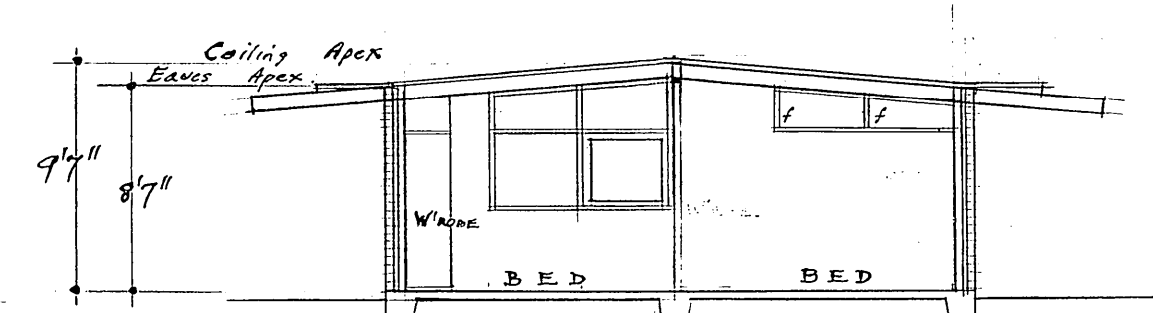 Ceiling Apex
Eaves Apex.
9'7"
8'7"
f f
W'ROBE
BED BED